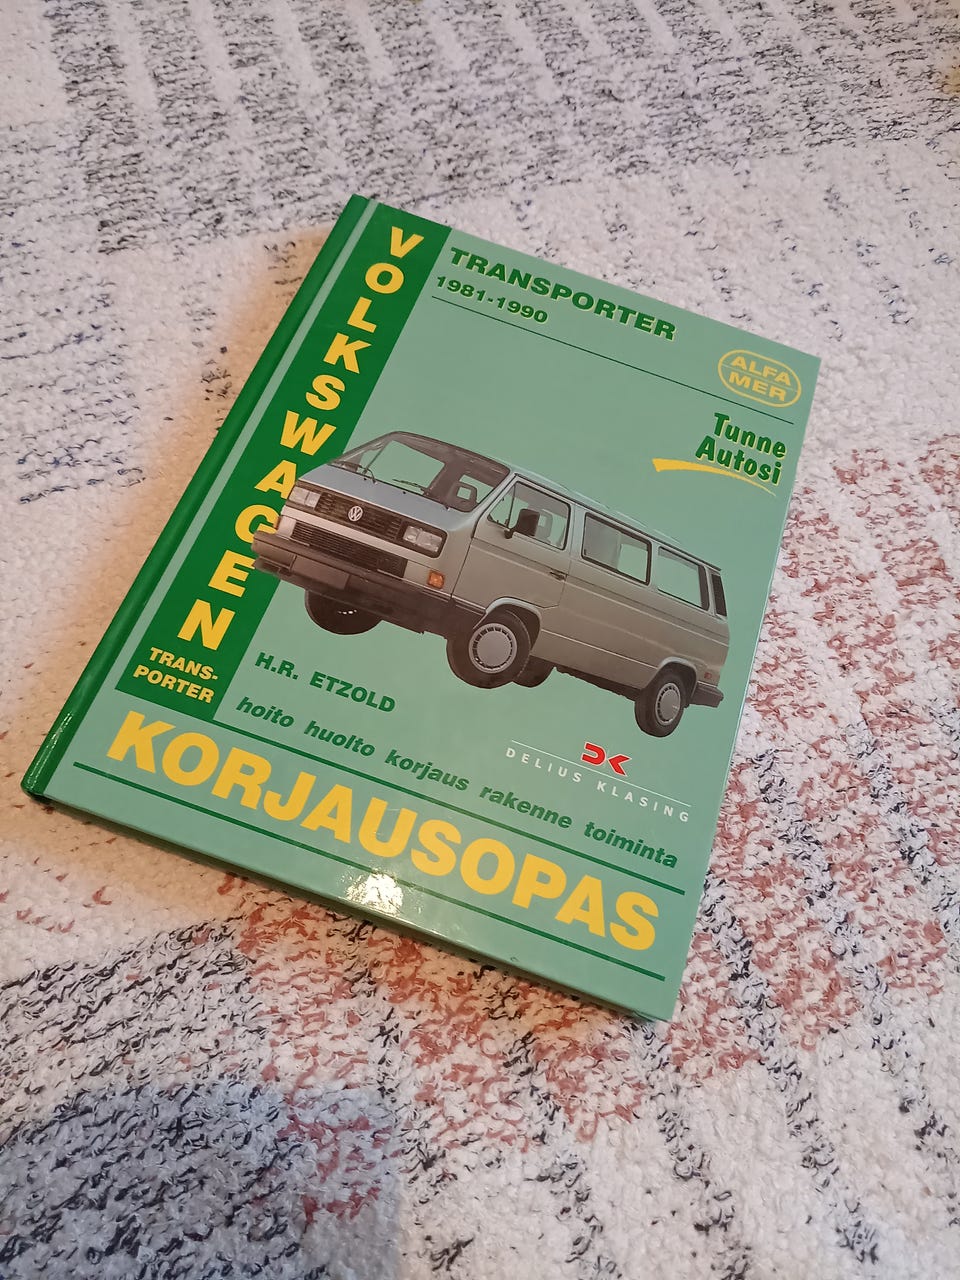 VOLKSWAGEN
TRANS-
PORTER
TRANSPORTER
1981-1990
ALFA
MER
Tunne
Autosi
H.R. ETZOLD
DELIUS KLASING
hoito huolto korjaus rakenne toiminta
KORJAUSOPAS